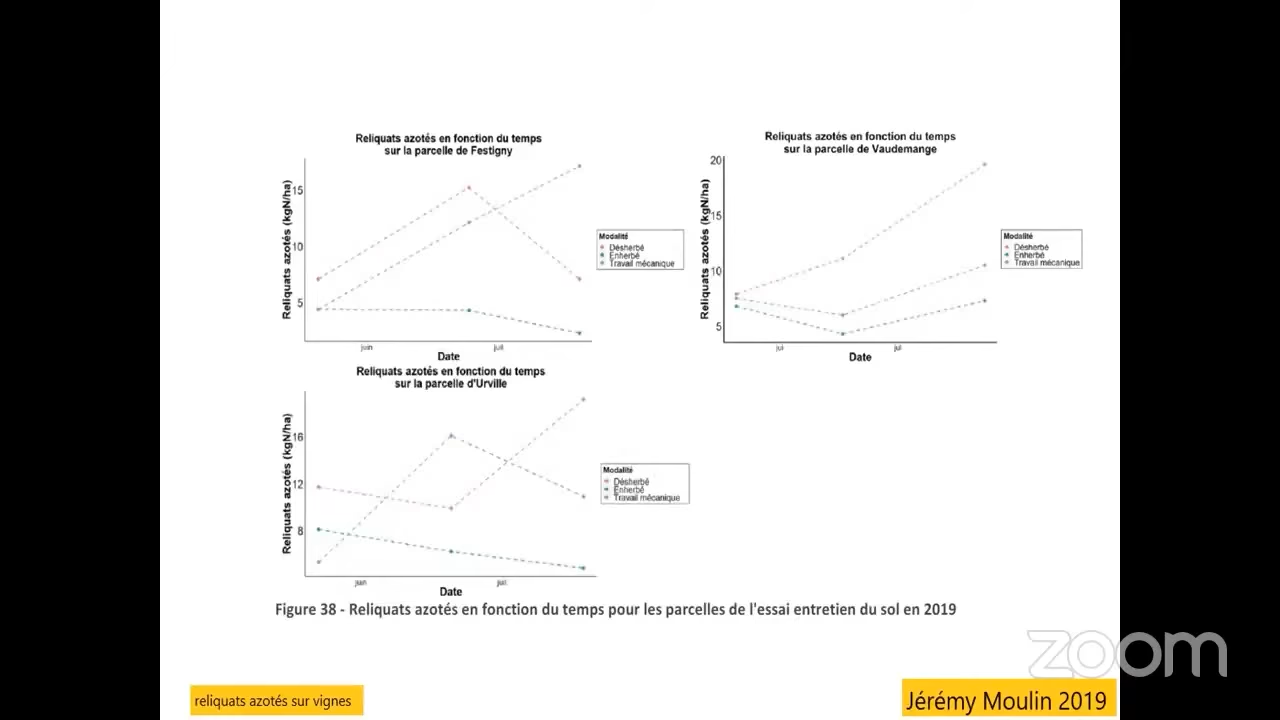 Reliquats azotés en fonction du temps
sur la parcelle de Festigny
Reliquats azotés (kgN/ha)
15
10
5
juin
juil
Date
Modalité
Désherbé
Enherbé
Travail mécanique
Reliquats azotés en fonction du temps
sur la parcelle de Vaudemange
Reliquats azotés (kgN/ha)
20
15
10
5
jui
jul
Date
Modalité
Désherbé
Enherbé
Travail mécanique
Reliquats azotés en fonction du temps
sur la parcelle d'Urville
Reliquats azotés (kgN/ha)
16
12
8
juin
juil
Date
Modalité
Désherbé
Enherbé
Travail mécanique
Figure 38 - Reliquats azotés en fonction du temps pour les parcelles de l'essai entretien du sol en 2019
zoom
reliquats azotés sur vignes
Jérémy Moulin 2019